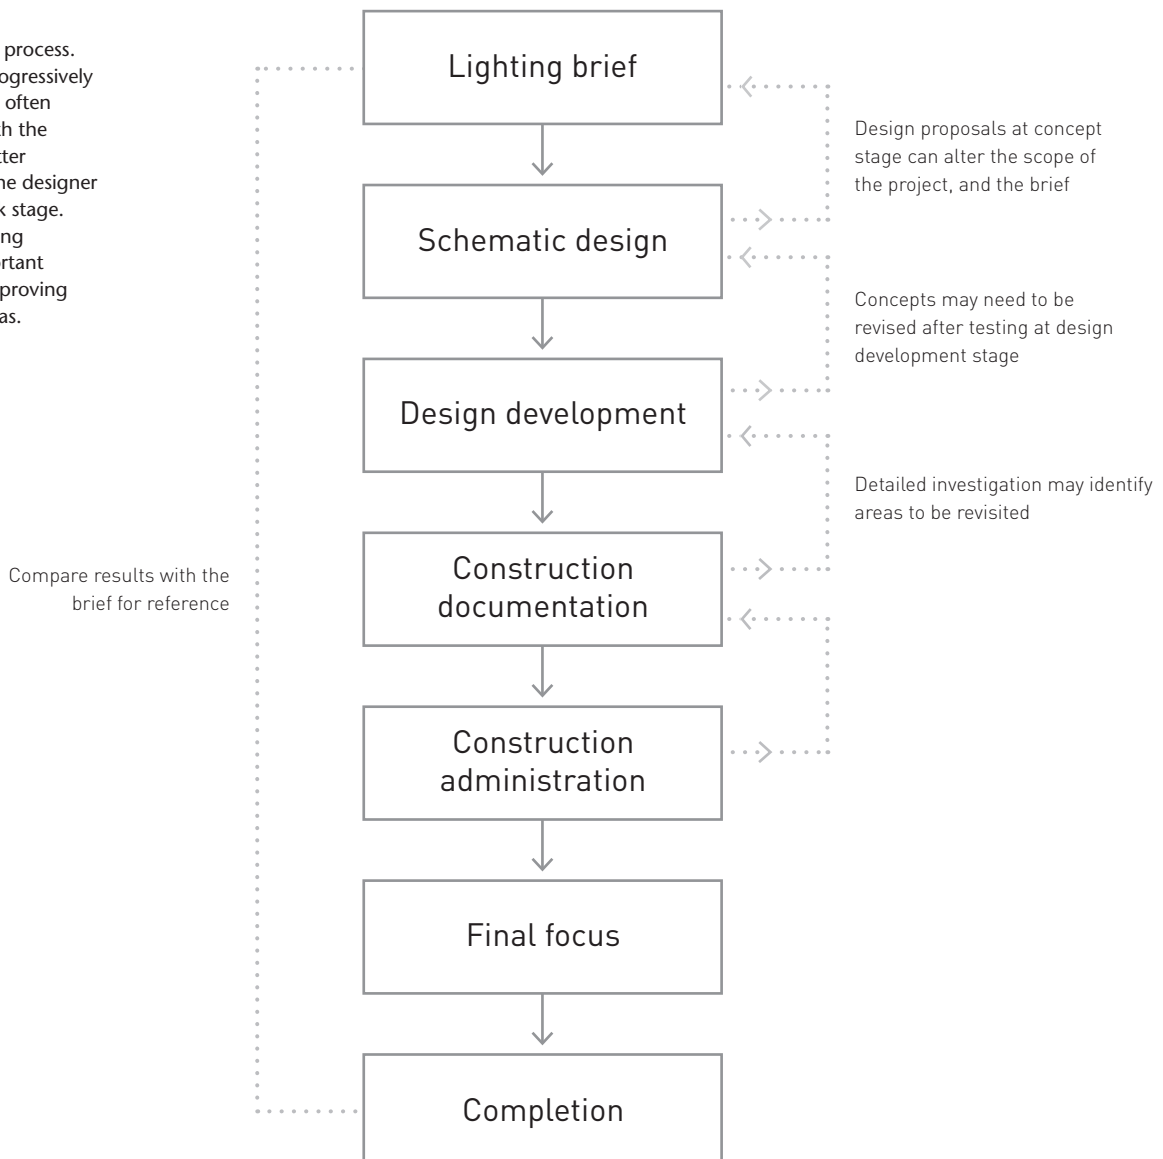 process.
ogressively
often
th the
tter
ne designer
k stage.
ing
rtant
proving
as.
Lighting brief
Design proposals at concept
stage can alter the scope of
the project, and the brief
Schematic design
Concepts may need to be
revised after testing at design
development stage
Design development
Detailed investigation may identify
areas to be revisited
Compare results with the
brief for reference
Construction
documentation
Construction
administration
Final focus
Completion